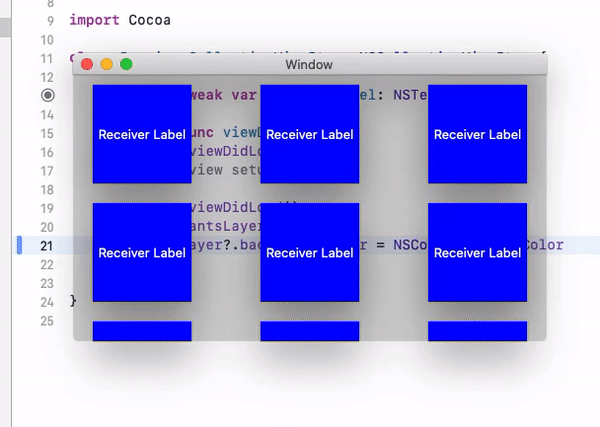 8
9 import Cocoa
10
11
Window
12
weak var el: NSTe
Receiver Label Receiver Label Receiver Label
14
15 unc viewD
16 viewDidLo
17 view setu
18
19 viewDidLo
20 antsLayer
Receiver Label Receiver Label Receiver Label
21 ayer?.bac r = NSCo Color
22
23
24 }
25